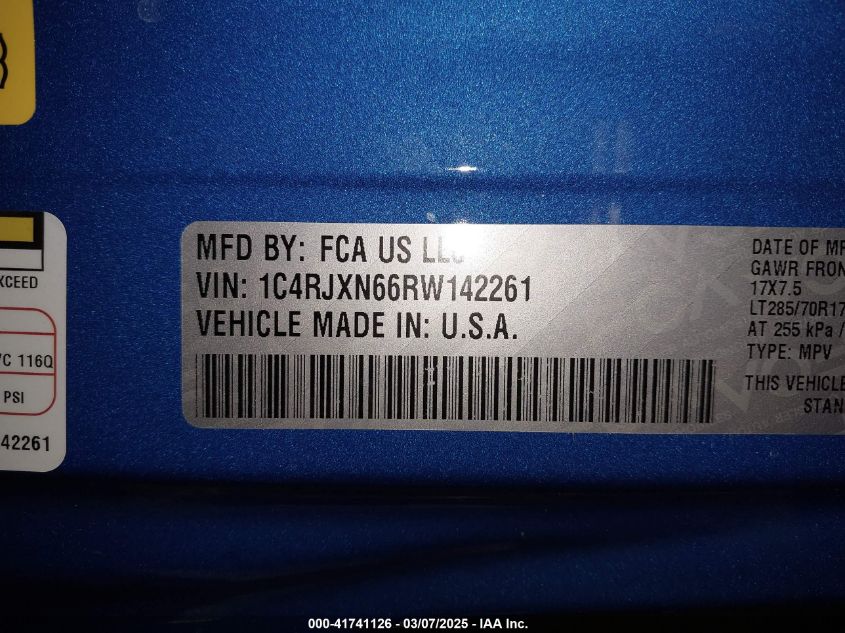 MFD BY: FCA US LLC
VIN: 1C4RJXN66RW142261
VEHICLE MADE IN: U.S.A.
DATE OF MF
GAWR FRON
17X7.5
LT285/70R17
AT 255 kPa /
TYPE: MPV
THIS VEHICLE
STAN
XCEED
/C 116Q
PSI
42261
000-41741126 - 03/07/2025 - IAA Inc.